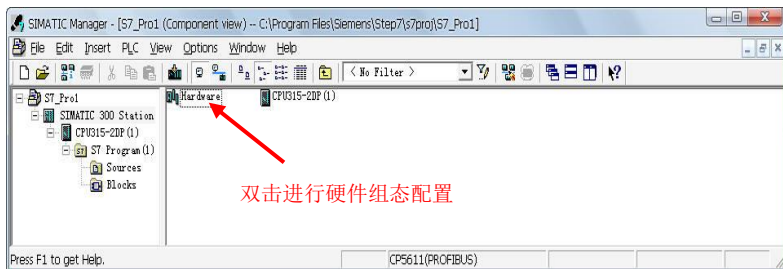 SIMATIC Manager - [S7_Pro1 (Component view) -- C:\Program Files\Siemens\Step7\s7proj\S7_Pro1]
File Edit Insert PLC View Options Window Help
< No Filter >
S7_Pro1
SIMATIC 300 Station
CPU315-2DP(1)
S7 Program(1)
Sources
Blocks
Hardware
CPU315-2DP(1)
双击进行硬件组态配置
Press F1 to get Help.
CP5611(PROFIBUS)